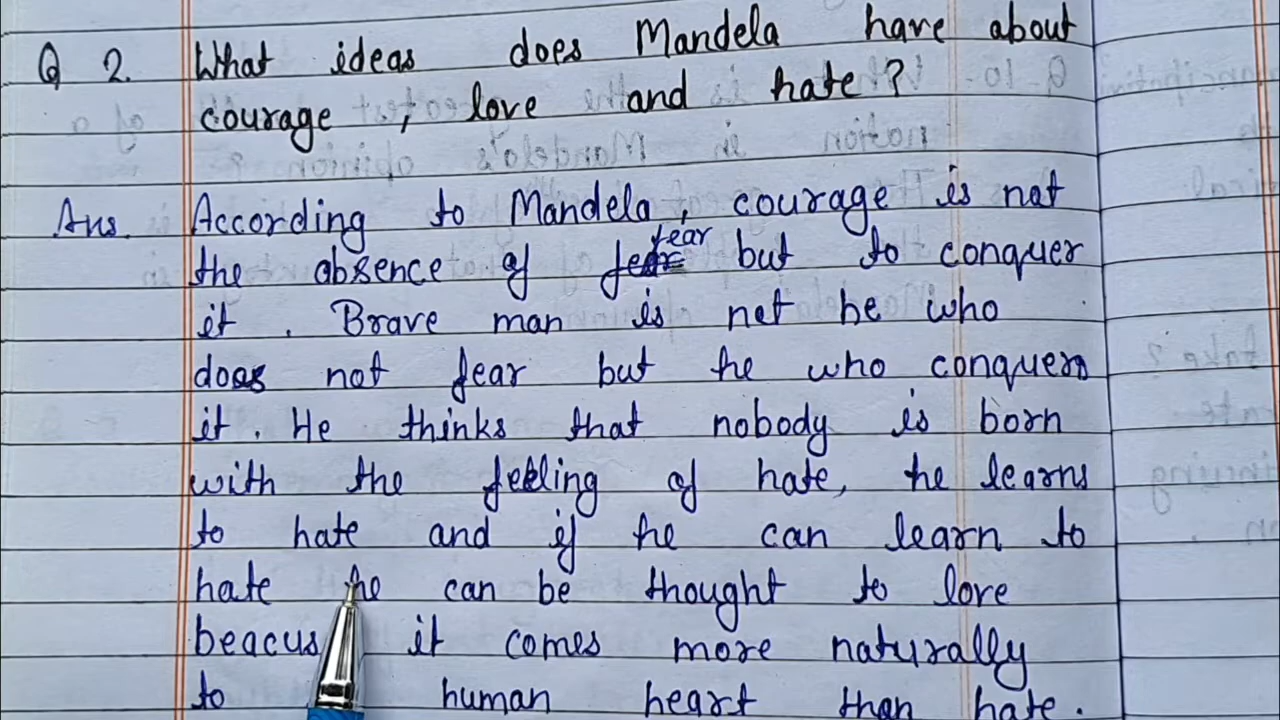 Q 2. What ideas does Mandela have about
courage, love and hate?
Ans. According to Mandela, courage is not
the absence of fear but to conquer
it. Brave man is not he who
does not fear but he who conquers
it. He thinks that nobody is born
with the feeling of hate, he learns
to hate and if he can learn to
hate he can be thought to love
beacus it comes more naturally
to human heart than hate.